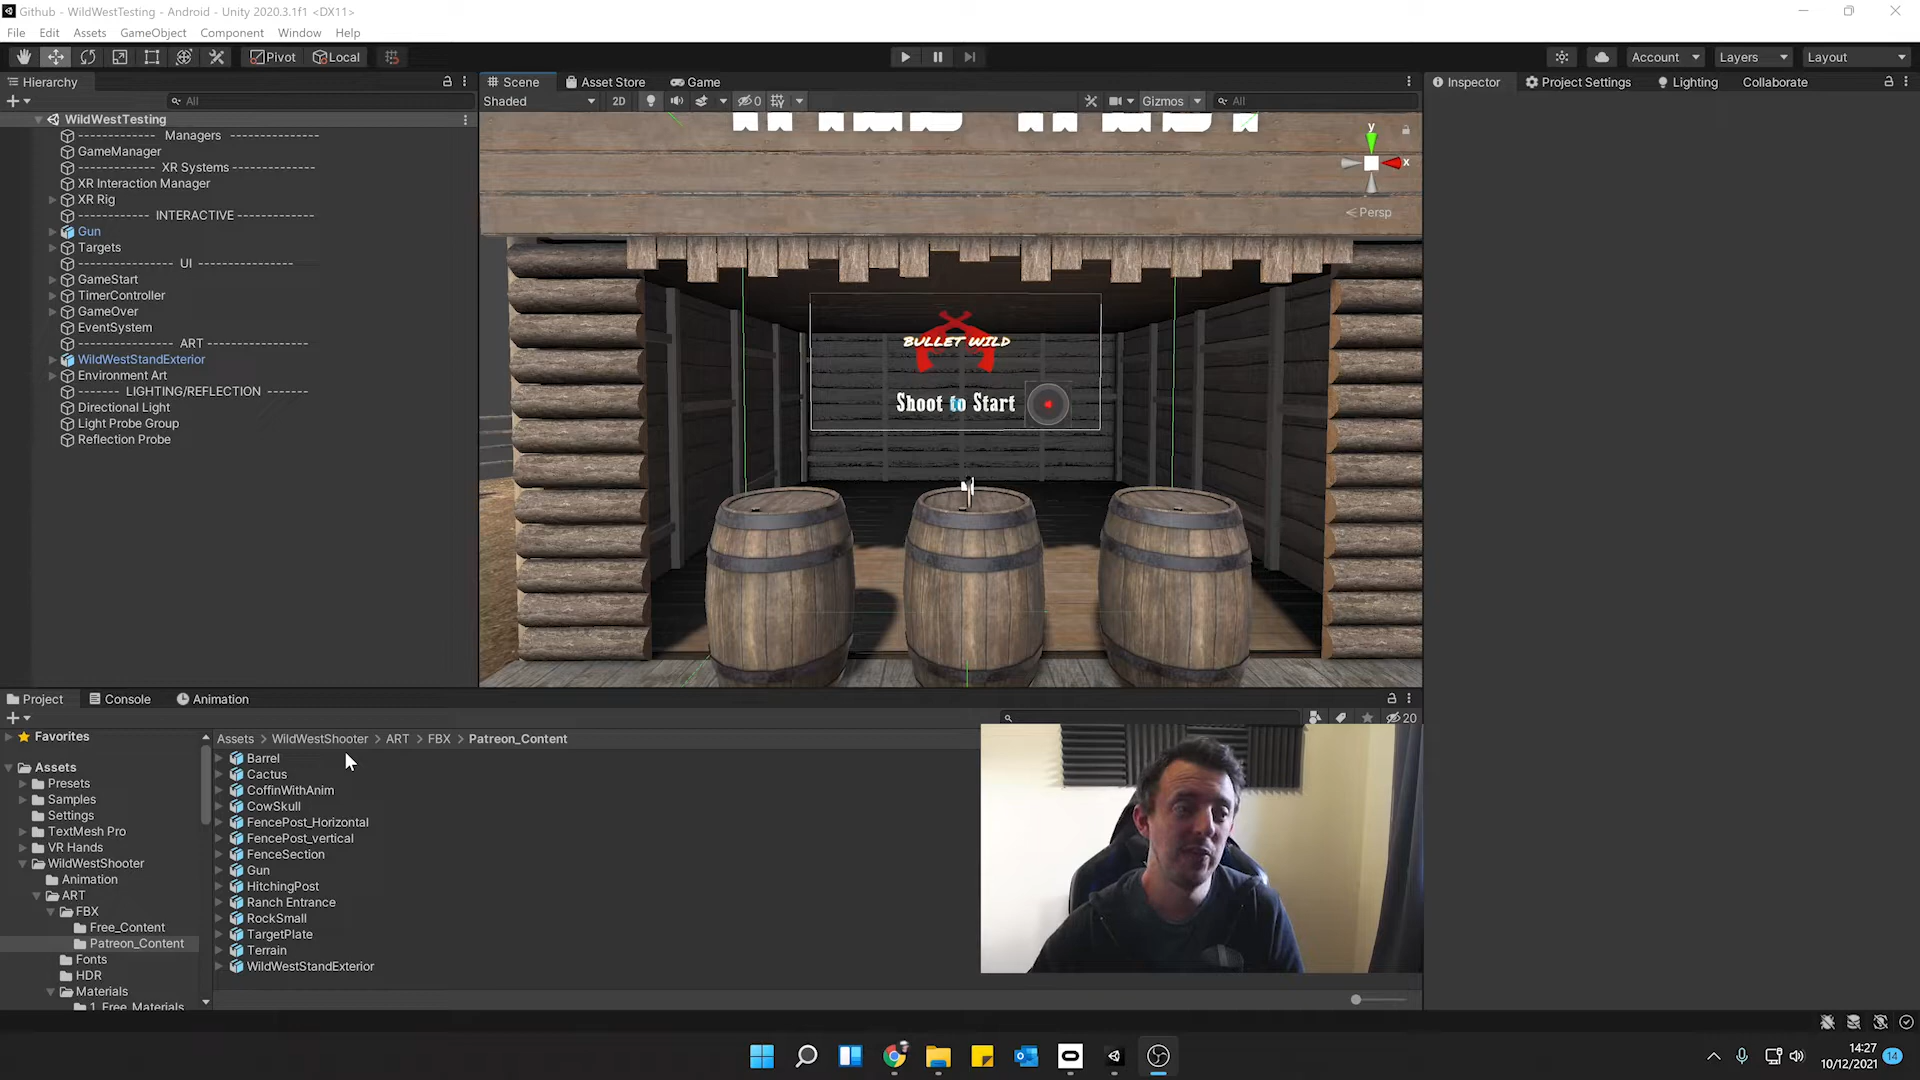 Github - WildWestTesting - Android - Unity 2020.3.1f1 <DX11>
File Edit Assets GameObject Component Window Help
Pivot Local Account Layers Layout
Hierarchy Scene Asset Store Game Inspector Project Settings Lighting Collaborate
All Shaded 2D 0 Gizmos All
WildWestTesting
------------- Managers ---------------
GameManager
------------- XR Systems --------------
XR Interaction Manager
XR Rig
------------ INTERACTIVE -------------
Gun
Targets
---------------- UI ----------------
GameStart
TimerController
GameOver
EventSystem
---------------- ART -----------------
WildWestStandExterior
Environment Art
------- LIGHTING/REFLECTION -------
Directional Light
Light Probe Group
Reflection Probe
y
x
Persp
BULLET WILD
Shoot to Start
Project Console Animation
20
Favorites
Assets
Presets
Samples
Settings
TextMesh Pro
VR Hands
WildWestShooter
Animation
ART
FBX
Free_Content
Patreon_Content
Fonts
HDR
Materials
1_Free_Materials
Assets > WildWestShooter > ART > FBX > Patreon_Content
Barrel
Cactus
CoffinWithAnim
CowSkull
FencePost_Horizontal
FencePost_vertical
FenceSection
Gun
HitchingPost
Ranch Entrance
RockSmall
TargetPlate
Terrain
WildWestStandExterior
14:27
10/12/2021
14